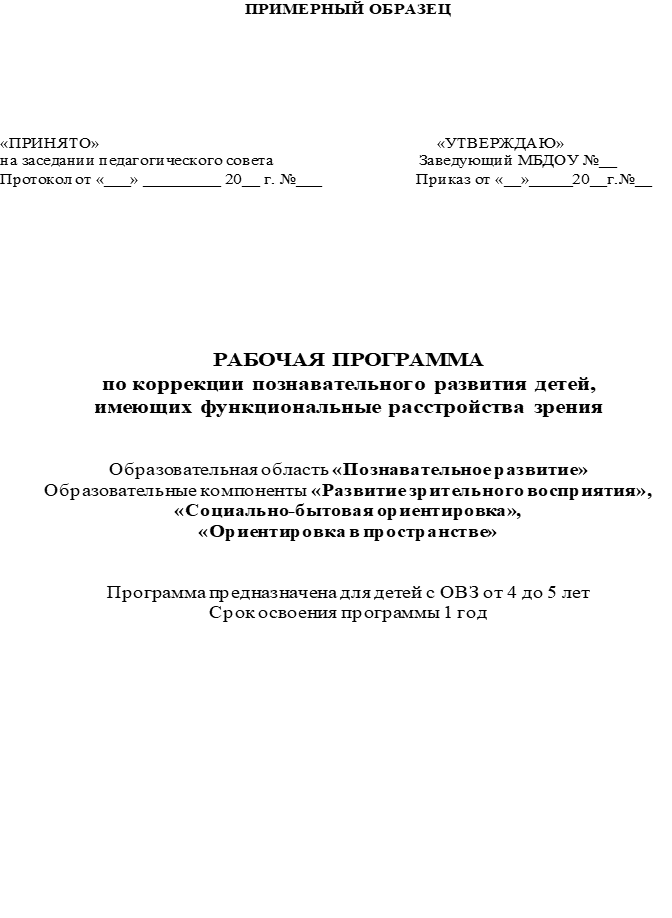 ПРИМЕРНЫЙ ОБРАЗЕЦ
«ПРИНЯТО» «УТВЕРЖДАЮ»
на заседании педагогического совета Заведующий МБДОУ №__
Протокол от «___» _________ 20__ г. №___ Приказ от «__»_____20__г.№__
РАБОЧАЯ ПРОГРАММА
по коррекции познавательного развития детей,
имеющих функциональные расстройства зрения
Образовательная область «Познавательное развитие»
Образовательные компоненты «Развитие зрительного восприятия»,
«Социально-бытовая ориентировка»,
«Ориентировка в пространстве»
Программа предназначена для детей с ОВЗ от 4 до 5 лет
Срок освоения программы 1 год